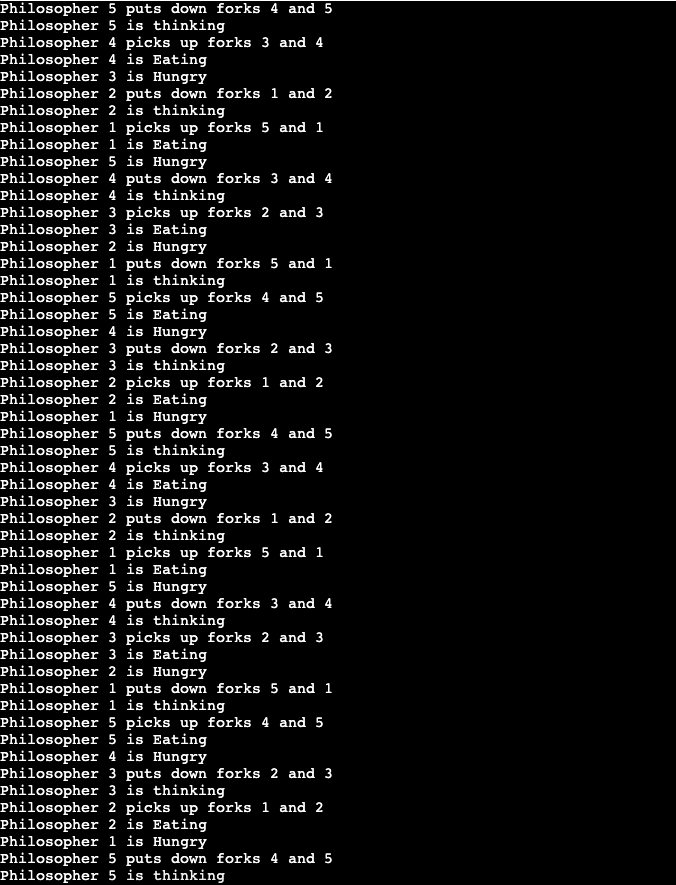 Philosopher 5 puts down forks 4 and 5
Philosopher 5 is thinking
Philosopher 4 picks up forks 3 and 4
Philosopher 4 is Eating
Philosopher 3 is Hungry
Philosopher 2 puts down forks 1 and 2
Philosopher 2 is thinking
Philosopher 1 picks up forks 5 and 1
Philosopher 1 is Eating
Philosopher 5 is Hungry
Philosopher 4 puts down forks 3 and 4
Philosopher 4 is thinking
Philosopher 3 picks up forks 2 and 3
Philosopher 3 is Eating
Philosopher 2 is Hungry
Philosopher 1 puts down forks 5 and 1
Philosopher 1 is thinking
Philosopher 5 picks up forks 4 and 5
Philosopher 5 is Eating
Philosopher 4 is Hungry
Philosopher 3 puts down forks 2 and 3
Philosopher 3 is thinking
Philosopher 2 picks up forks 1 and 2
Philosopher 2 is Eating
Philosopher 1 is Hungry
Philosopher 5 puts down forks 4 and 5
Philosopher 5 is thinking
Philosopher 4 picks up forks 3 and 4
Philosopher 4 is Eating
Philosopher 3 is Hungry
Philosopher 2 puts down forks 1 and 2
Philosopher 2 is thinking
Philosopher 1 picks up forks 5 and 1
Philosopher 1 is Eating
Philosopher 5 is Hungry
Philosopher 4 puts down forks 3 and 4
Philosopher 4 is thinking
Philosopher 3 picks up forks 2 and 3
Philosopher 3 is Eating
Philosopher 2 is Hungry
Philosopher 1 puts down forks 5 and 1
Philosopher 1 is thinking
Philosopher 5 picks up forks 4 and 5
Philosopher 5 is Eating
Philosopher 4 is Hungry
Philosopher 3 puts down forks 2 and 3
Philosopher 3 is thinking
Philosopher 2 picks up forks 1 and 2
Philosopher 2 is Eating
Philosopher 1 is Hungry
Philosopher 5 puts down forks 4 and 5
Philosopher 5 is thinking